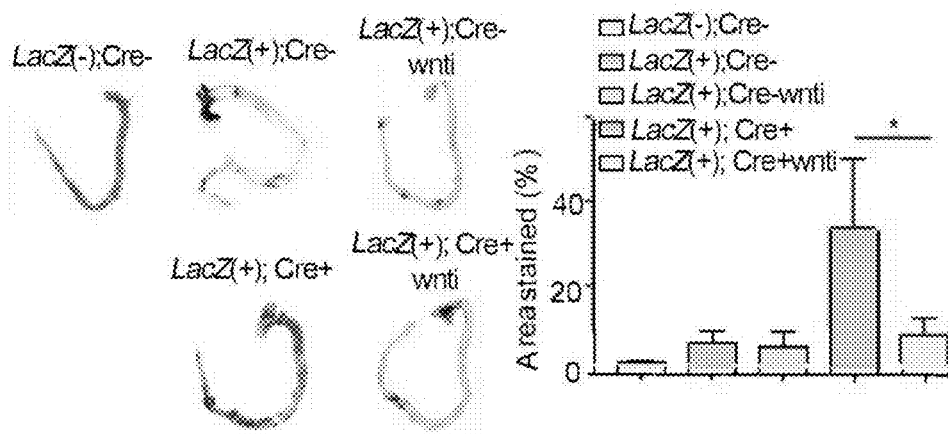 LacZ(-);Cre-
LacZ(+);Cre-
LacZ(+);Cre-
wnti
LacZ(+); Cre+
LacZ(+); Cre+
wnti
LacZ(-);Cre-
LacZ(+);Cre-
LacZ(+);Cre-wnti
LacZ(+); Cre+
LacZ(+); Cre+wnti
*
Area stained (%)
40
20
0